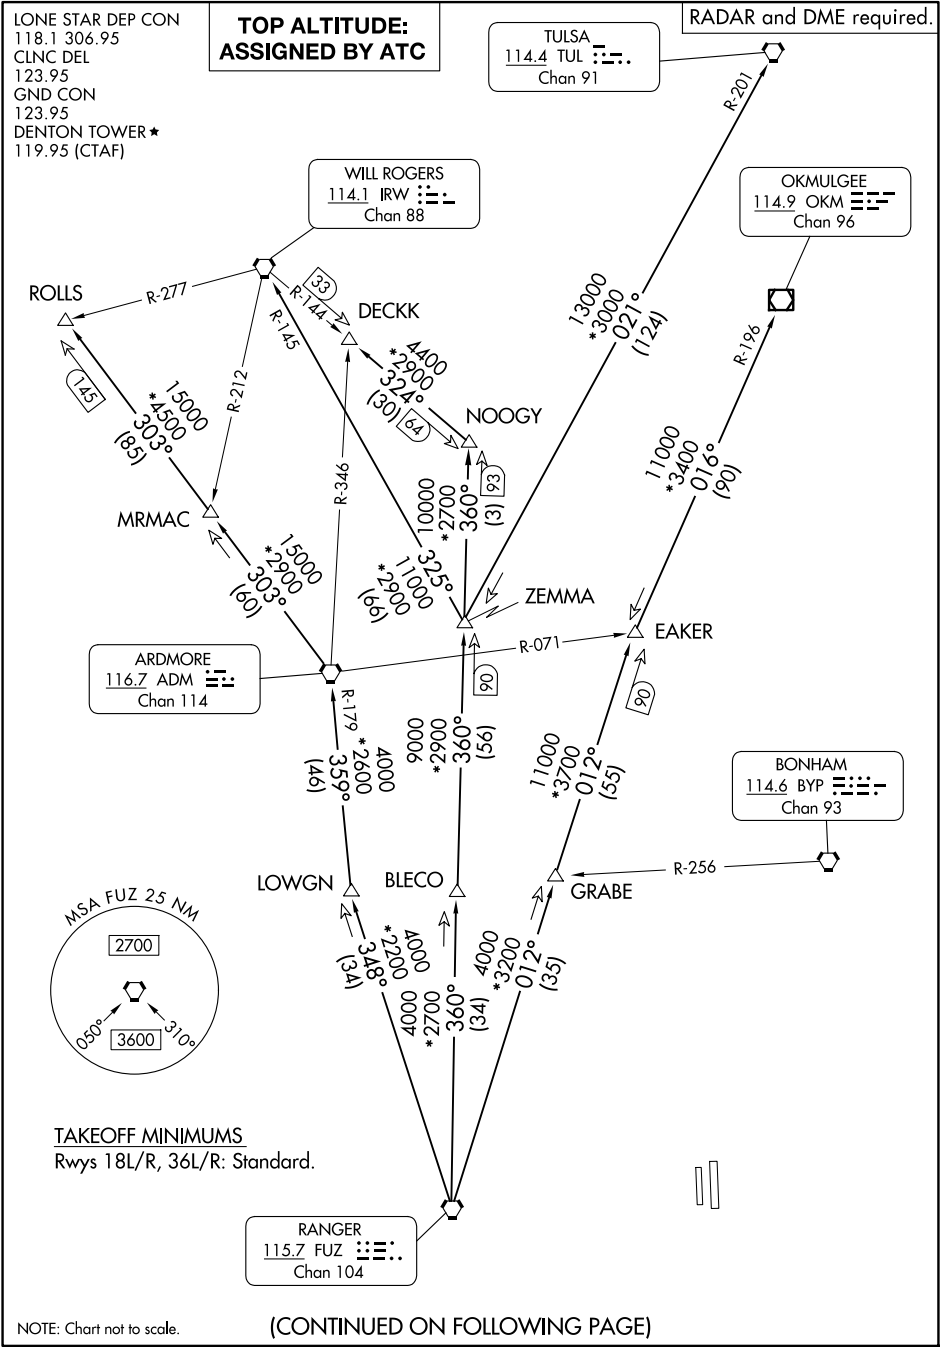 LONE STAR DEP CON
118.1 306.95
CLNC DEL
123.95
GND CON
123.95
DENTON TOWER★
119.95 (CTAF)
TOP ALTITUDE:
ASSIGNED BY ATC
RADAR and DME required.
TULSA
114.4 TUL
Chan 91
R-201
WILL ROGERS
114.1 IRW
Chan 88
OKMULGEE
114.9 OKM
Chan 96
ROLLS
R-277
33
R-144
DECKK
R-145
13000
*3000
021°
(124)
R-196
145
R-212
4400
*2900
324°
(30)
64
NOOGY
15000
*4500
303°
(85)
R-346
93
10000
*2700
360°
(3)
11000
*3400
016°
(90)
MRMAC
325°
11000
*2900
(66)
15000
*2900
303°
(60)
ZEMMA
EAKER
R-071
ARDMORE
116.7 ADM
Chan 114
90
90
R-179
4000
*2600
359°
(46)
9000
*2900
360°
(56)
11000
*3700
012°
(55)
BONHAM
114.6 BYP
Chan 93
R-256
LOWGN
BLECO
GRABE
MSA FUZ 25 NM
2700
050°
310°
3600
4000
*2200
348°
(34)
4000
*2700
360°
(34)
4000
*3200
012°
(35)
TAKEOFF MINIMUMS
Rwys 18L/R, 36L/R: Standard.
RANGER
115.7 FUZ
Chan 104
NOTE: Chart not to scale.
(CONTINUED ON FOLLOWING PAGE)